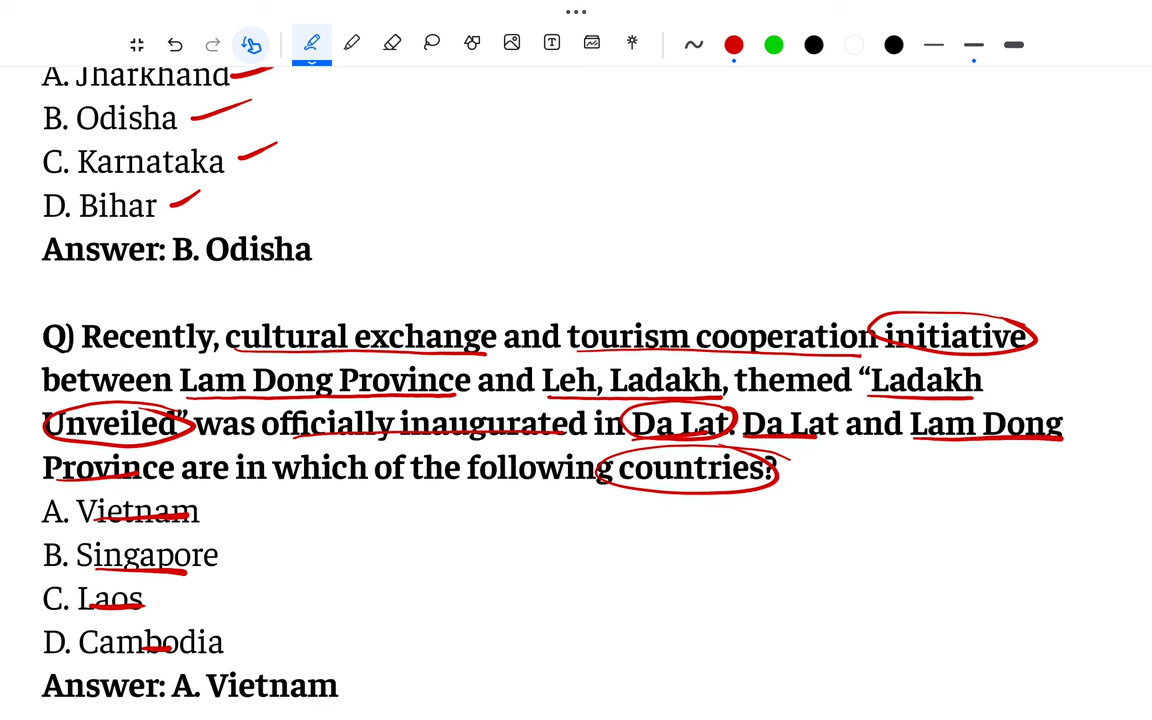 A. Jharkhand
B. Odisha
C. Karnataka
D. Bihar
Answer: B. Odisha
Q) Recently, cultural exchange and tourism cooperation initiative
between Lam Dong Province and Leh, Ladakh, themed “Ladakh
Unveiled” was officially inaugurated in Da Lat. Da Lat and Lam Dong
Province are in which of the following countries?
A. Vietnam
B. Singapore
C. Laos
D. Cambodia
Answer: A. Vietnam